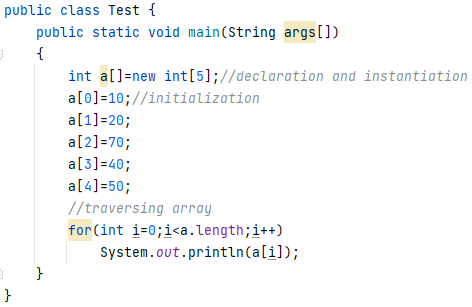 public class Test {
    public static void main(String args[])
    {
        int a[]=new int[5];//declaration and instantiation
        a[0]=10;//initialization
        a[1]=20;
        a[2]=70;
        a[3]=40;
        a[4]=50;
        //traversing array
        for(int i=0;i<a.length;i++)
            System.out.println(a[i]);
    }
}